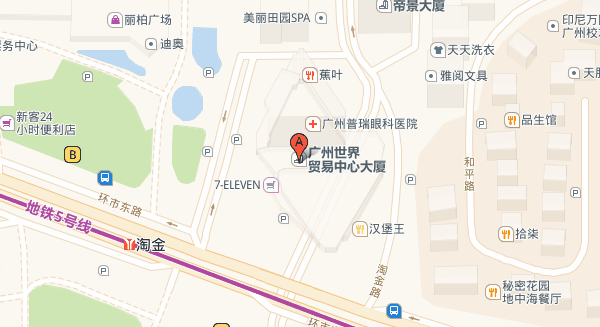 帝景大厦
丽柏广场
美丽田园SPA
印尼万
广州校
务中心
迪奥
天天洗衣
天朋
蕉叶
雅阅文具
新客24
小时便利店
广州普瑞眼科医院
品生馆
P
B
A
广州世界
贸易中心大厦
和平路
7-ELEVEN
环市东路
地铁5号线
汉堡王
拾柒
淘金
淘金路
秘密花园
地中海餐厅
环市
B